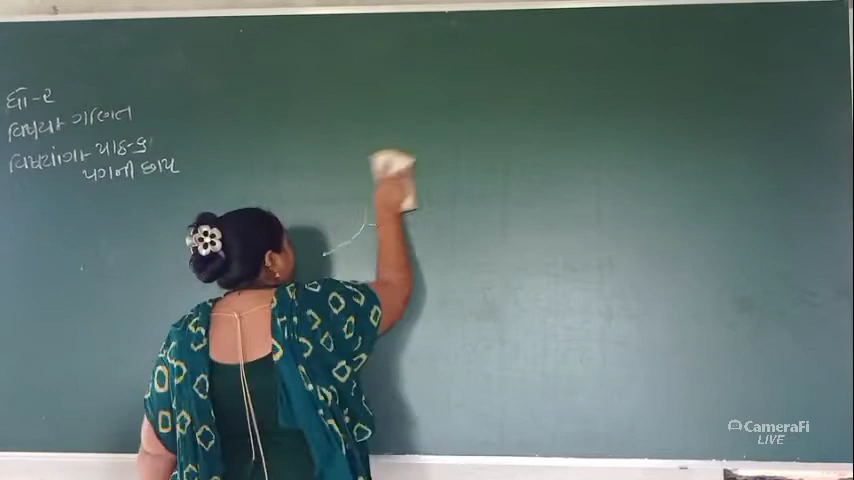 ધો-૨
વિષય- ગણિત
વિષયાંગ- પાઠ-૬
પગની છાપ
CameraFi
LIVE